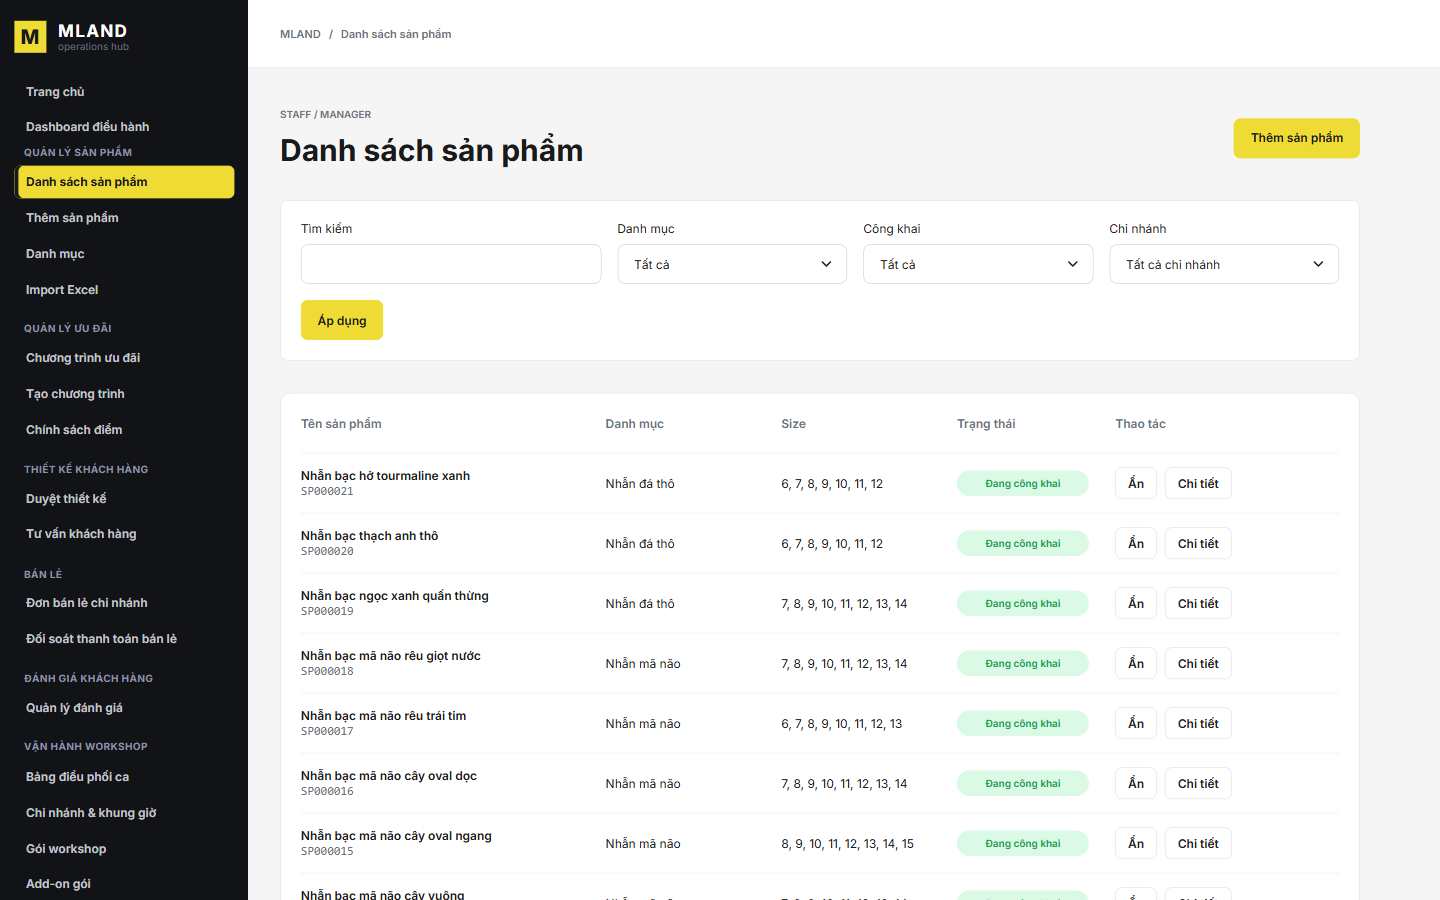 M
MLAND
operations hub
Trang chủ
Dashboard điều hành
QUẢN LÝ SẢN PHẨM
Danh sách sản phẩm
Thêm sản phẩm
Danh mục
Import Excel
QUẢN LÝ ƯU ĐÃI
Chương trình ưu đãi
Tạo chương trình
Chính sách điểm
THIẾT KẾ KHÁCH HÀNG
Duyệt thiết kế
Tư vấn khách hàng
BÁN LẺ
Đơn bán lẻ chi nhánh
Đối soát thanh toán bán lẻ
ĐÁNH GIÁ KHÁCH HÀNG
Quản lý đánh giá
VẬN HÀNH WORKSHOP
Bảng điều phối ca
Chi nhánh & khung giờ
Gói workshop
Add-on gói
MLAND / Danh sách sản phẩm
STAFF / MANAGER
Danh sách sản phẩm
Thêm sản phẩm
Tìm kiếm Danh mục Công khai Chi nhánh
Tất cả Tất cả Tất cả chi nhánh
Áp dụng
Tên sản phẩm Danh mục Size Trạng thái Thao tác
Nhẫn bạc hở tourmaline xanh
SP000021
Nhẫn đá thô 6, 7, 8, 9, 10, 11, 12 Đang công khai Ẩn Chi tiết
Nhẫn bạc thạch anh thô
SP000020
Nhẫn đá thô 6, 7, 8, 9, 10, 11, 12 Đang công khai Ẩn Chi tiết
Nhẫn bạc ngọc xanh quấn thừng
SP000019
Nhẫn đá thô 7, 8, 9, 10, 11, 12, 13, 14 Đang công khai Ẩn Chi tiết
Nhẫn bạc mã não rêu giọt nước
SP000018
Nhẫn mã não 7, 8, 9, 10, 11, 12, 13, 14 Đang công khai Ẩn Chi tiết
Nhẫn bạc mã não rêu trái tim
SP000017
Nhẫn mã não 6, 7, 8, 9, 10, 11, 12, 13 Đang công khai Ẩn Chi tiết
Nhẫn bạc mã não cây oval dọc
SP000016
Nhẫn mã não 7, 8, 9, 10, 11, 12, 13, 14 Đang công khai Ẩn Chi tiết
Nhẫn bạc mã não cây oval ngang
SP000015
Nhẫn mã não 8, 9, 10, 11, 12, 13, 14, 15 Đang công khai Ẩn Chi tiết
Nhẫn bạc mã não cây vuông